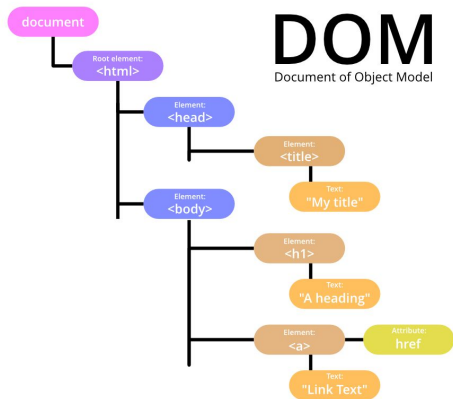 document
DOM
Document of Object Model
Root element:
<html>
Element:
<head>
Element:
<title>
Text:
"My title"
Element:
<body>
Element:
<h1>
Text:
"A heading"
Element:
<a>
Attribute:
href
Text:
"Link Text"